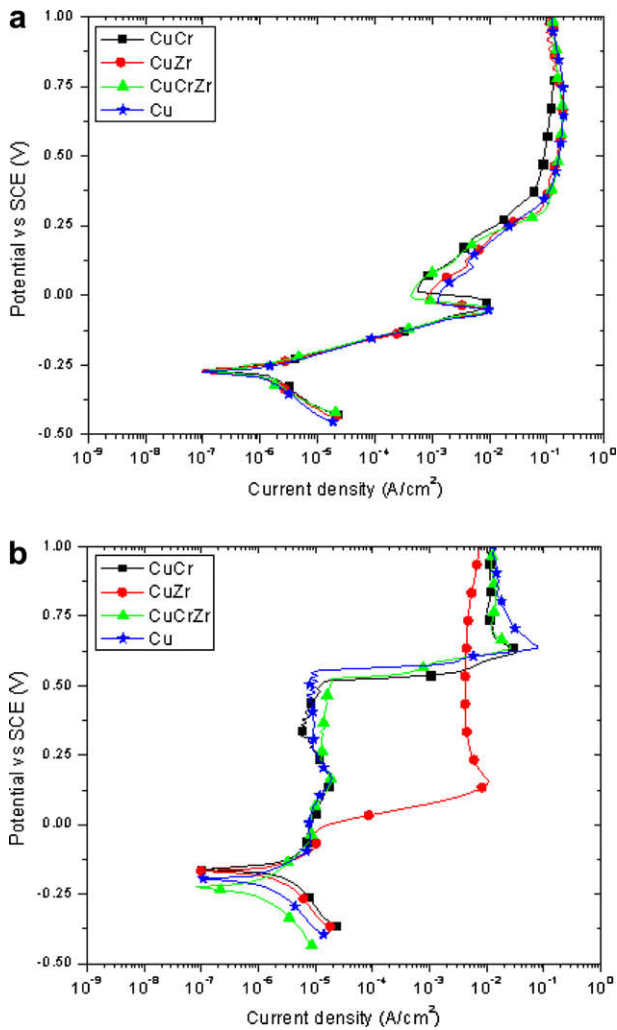 a
1.00
0.75
0.50
0.25
0.00
-0.25
-0.50
Potential vs SCE (V)
CuCr
CuZr
CuCrZr
Cu
10⁻⁹ 10⁻⁸ 10⁻⁷ 10⁻⁶ 10⁻⁵ 10⁻⁴ 10⁻³ 10⁻² 10⁻¹ 10⁰
Current density (A/cm²)
b
1.00
0.75
0.50
0.25
0.00
-0.25
-0.50
Potential vs SCE (V)
CuCr
CuZr
CuCrZr
Cu
10⁻⁹ 10⁻⁸ 10⁻⁷ 10⁻⁶ 10⁻⁵ 10⁻⁴ 10⁻³ 10⁻² 10⁻¹ 10⁰
Current density (A/cm²)